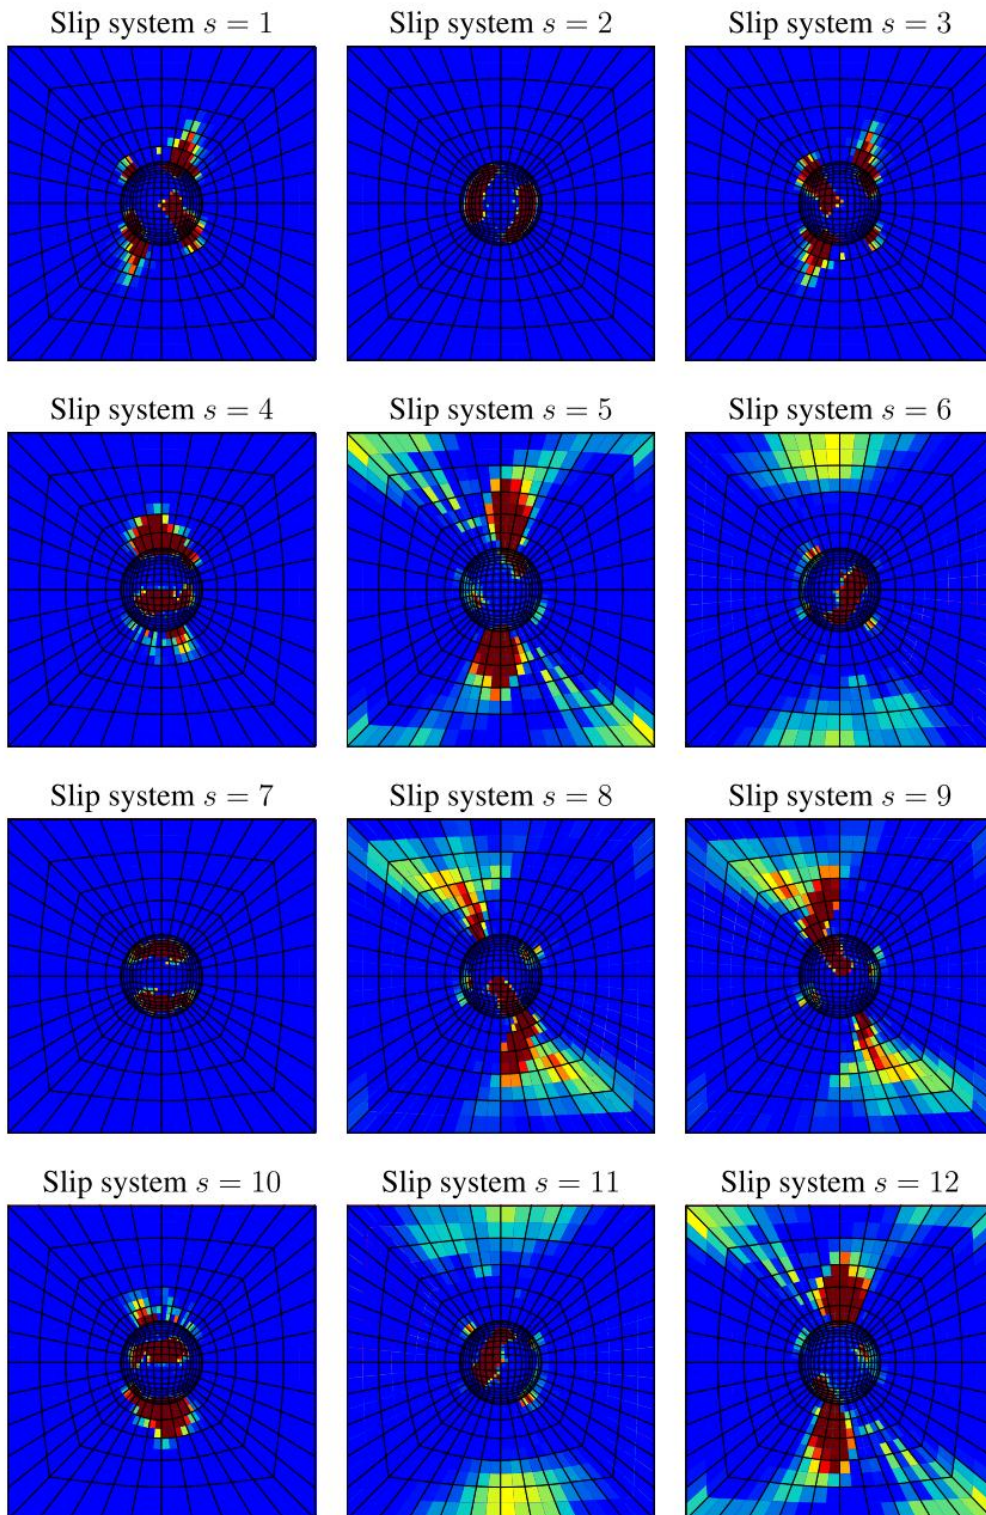 Slip system s = 1
Slip system s = 2
Slip system s = 3
Slip system s = 4
Slip system s = 5
Slip system s = 6
Slip system s = 7
Slip system s = 8
Slip system s = 9
Slip system s = 10
Slip system s = 11
Slip system s = 12